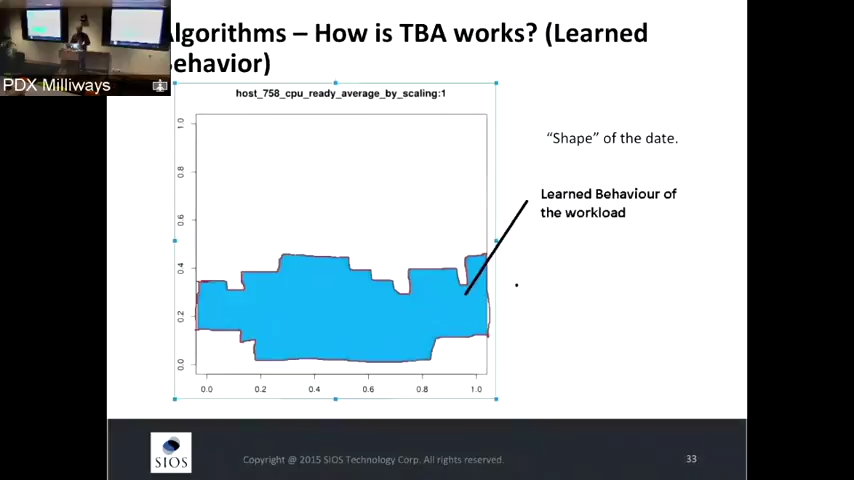 lgorithms – How is TBA works? (Learned
ehavior)
PDX Milliways
host_758_cpu_ready_average_by_scaling:1
1.0
0.8
0.6
0.4
0.2
0.0
0.0 0.2 0.4 0.6 0.8 1.0
“Shape” of the date.
Learned Behaviour of
the workload
SIOS
Copyright @ 2015 SIOS Technology Corp. All rights reserved.
33